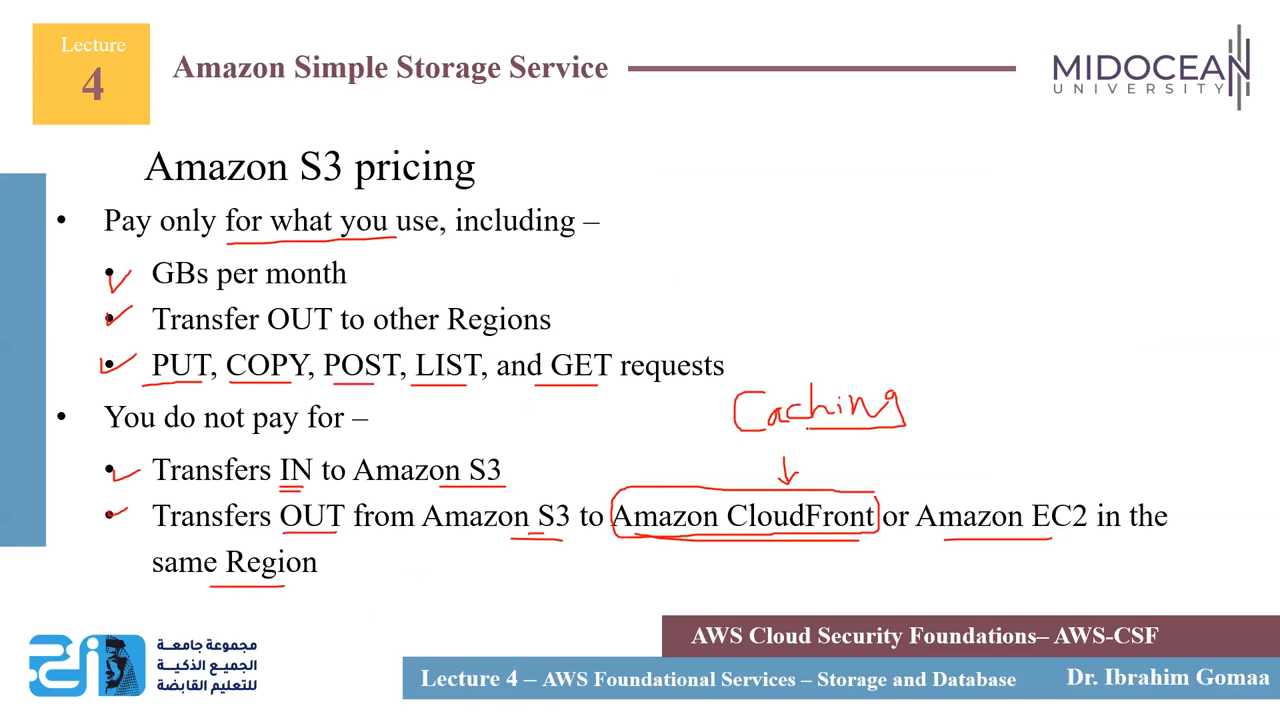 Lecture
4
Amazon Simple Storage Service
MIDOCEAN
UNIVERSITY
Amazon S3 pricing
• Pay only for what you use, including –
• GBs per month
• Transfer OUT to other Regions
• PUT, COPY, POST, LIST, and GET requests
Caching
• You do not pay for –
• Transfers IN to Amazon S3
• Transfers OUT from Amazon S3 to Amazon CloudFront or Amazon EC2 in the
same Region
مجموعة جامعة
الجميع الذكية
للتعليم القابضة
AWS Cloud Security Foundations– AWS-CSF
Lecture 4 – AWS Foundational Services – Storage and Database
Dr. Ibrahim Gomaa